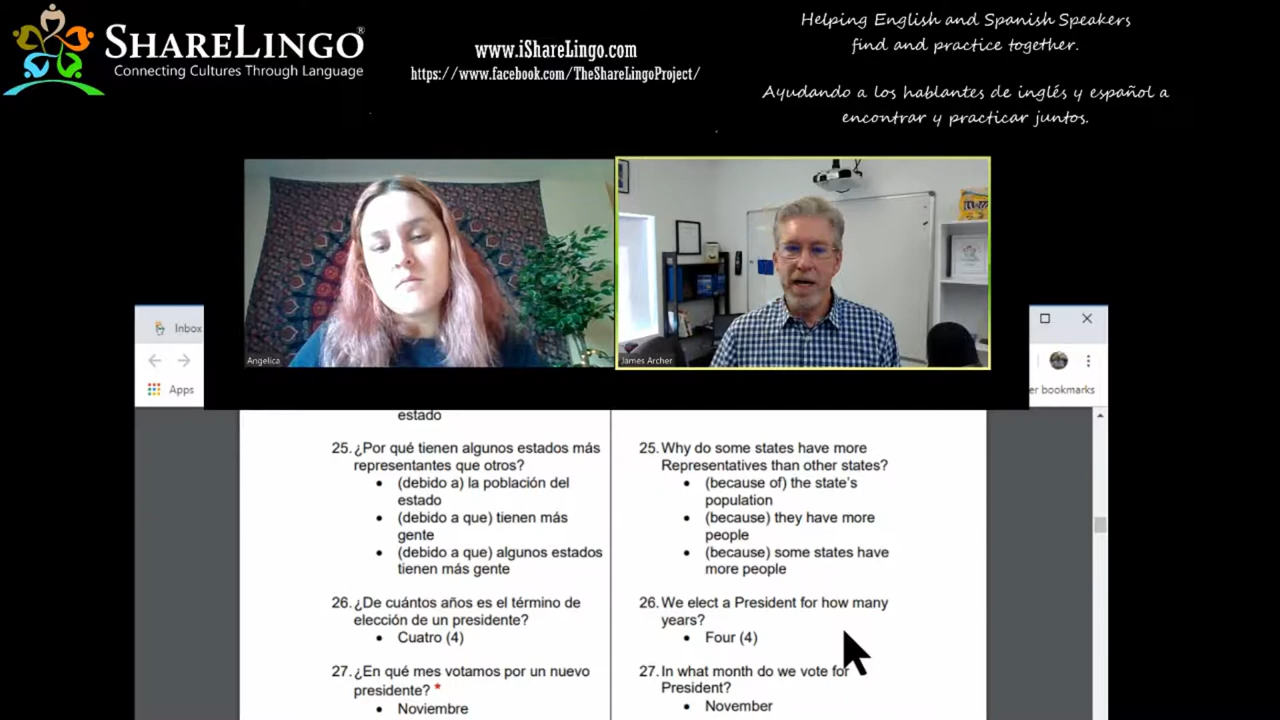 SHARELINGO®
Connecting Cultures Through Language
www.iShareLingo.com
https://www.facebook.com/TheShareLingoProject/
Helping English and Spanish Speakers
find and practice together.
Ayudando a los hablantes de inglés y español a
encontrar y practicar juntos.
Angelica
James Archer
Inbox
Apps
er bookmarks
estado
25. ¿Por qué tienen algunos estados más
representantes que otros?
• (debido a) la población del
estado
• (debido a que) tienen más
gente
• (debido a que) algunos estados
tienen más gente
26. ¿De cuántos años es el término de
elección de un presidente?
• Cuatro (4)
27. ¿En qué mes votamos por un nuevo
presidente? *
• Noviembre
25. Why do some states have more
Representatives than other states?
• (because of) the state's
population
• (because) they have more
people
• (because) some states have
more people
26. We elect a President for how many
years?
• Four (4)
27. In what month do we vote for
President?
• November